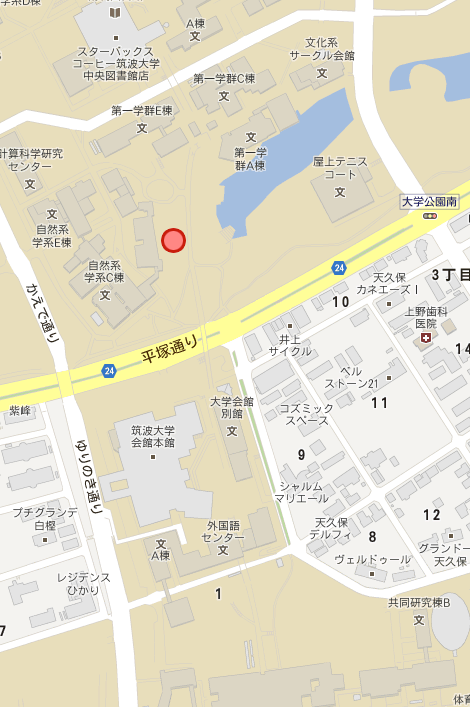 学系D棟
A棟
スターバックス
コーヒー筑波大学
中央図書館店
文化系
サークル会館
第一学群C棟
第一学群E棟
計算科学研究
センター
第一学
群A棟
屋上テニス
コート
大学公園南
自然系
学系E棟
自然系
学系C棟
24
3丁目
天久保
カネエーズⅠ
かえで通り
10
上野歯科
医院
平塚通り
井上
サイクル
14
24
ベル
ストーン21
紫峰
大学会館
別館
コズミック
スペース
11
筑波大学
会館本館
ゆりのき通り
9
シャルム
マリエール
プチグランデ
白樫
外国語
センター
天久保
デルフィ
12
8
グランドー
天久保
A棟
ヴェルドゥール
レジデンス
ひかり
1
共同研究棟B
7
体育